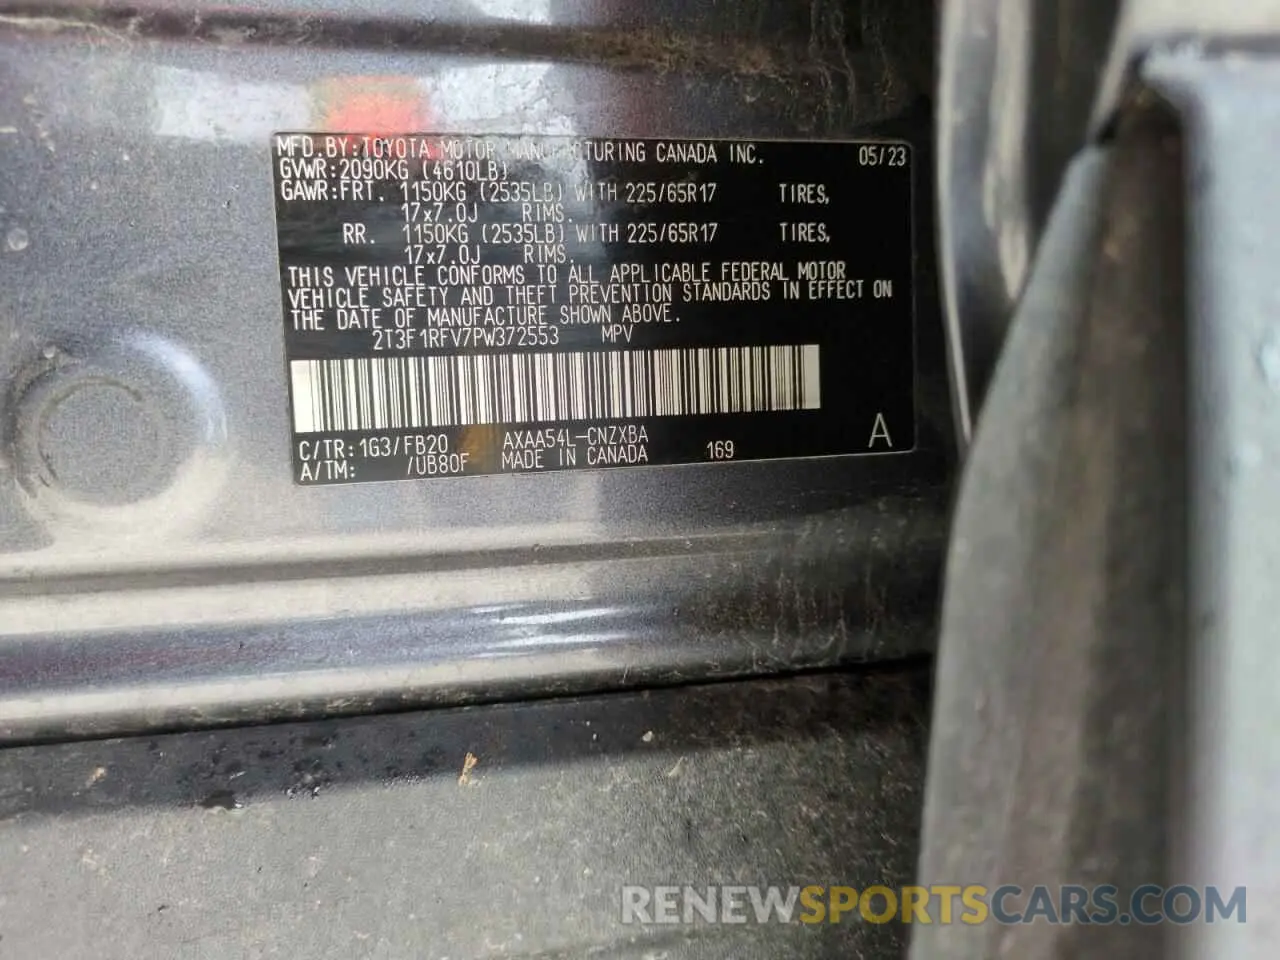 MFD.BY:TOYOTA MOTOR MANUFACTURING CANADA INC. 05/23
GVWR:2090KG (4610LB)
GAWR:FRT. 1150KG (2535LB) WITH 225/65R17 TIRES,
17x7.0J RIMS.
RR. 1150KG (2535LB) WITH 225/65R17 TIRES,
17x7.0J RIMS.
THIS VEHICLE CONFORMS TO ALL APPLICABLE FEDERAL MOTOR
VEHICLE SAFETY AND THEFT PREVENTION STANDARDS IN EFFECT ON
THE DATE OF MANUFACTURE SHOWN ABOVE.
2T3F1RFV7PW372553 MPV
C/TR:1G3/FB20 AXAA54L-CNZXBA A
A/TM: /UB80F MADE IN CANADA 169
RENEWSPORTSCARS.COM